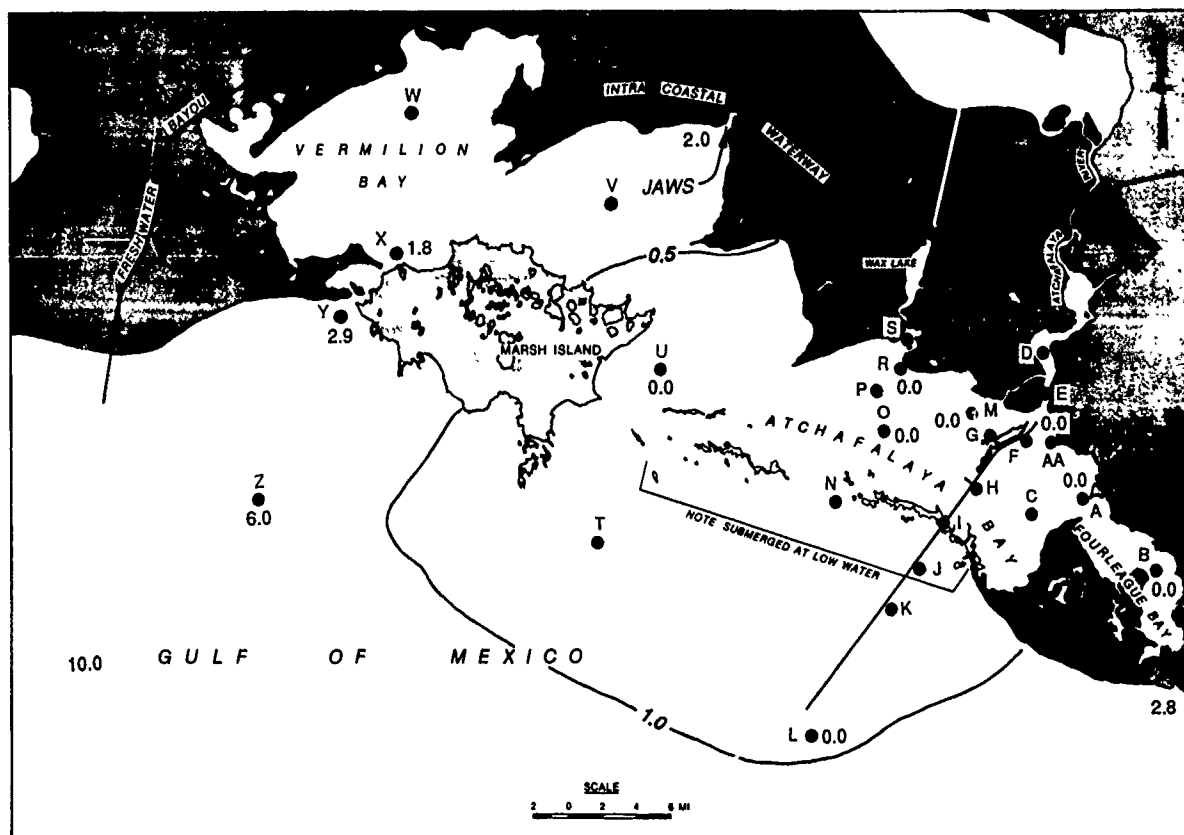 W
BAYOU
INTRA COASTAL
WATERWAY
2.0
VERMILION
BAY
V
JAWS
FRESHWATER
X
1.8
0.5
WAX LAKE
ATCHAFALAYA
RIVER
Y
2.9
MARSH ISLAND
U
0.0
S
D
R
0.0
P
E
M
0.0
O
0.0
G
0.0
F
AA
ATCHAFALAYA
BAY
0.0
A
H
C
N
I
Z
6.0
T
NOTE SUBMERGED AT LOW WATER
J
FOURLEAGUE BAY
B
0.0
K
10.0
GULF OF MEXICO
2.8
1.0
L
0.0
SCALE
2 0 2 4 6 MI